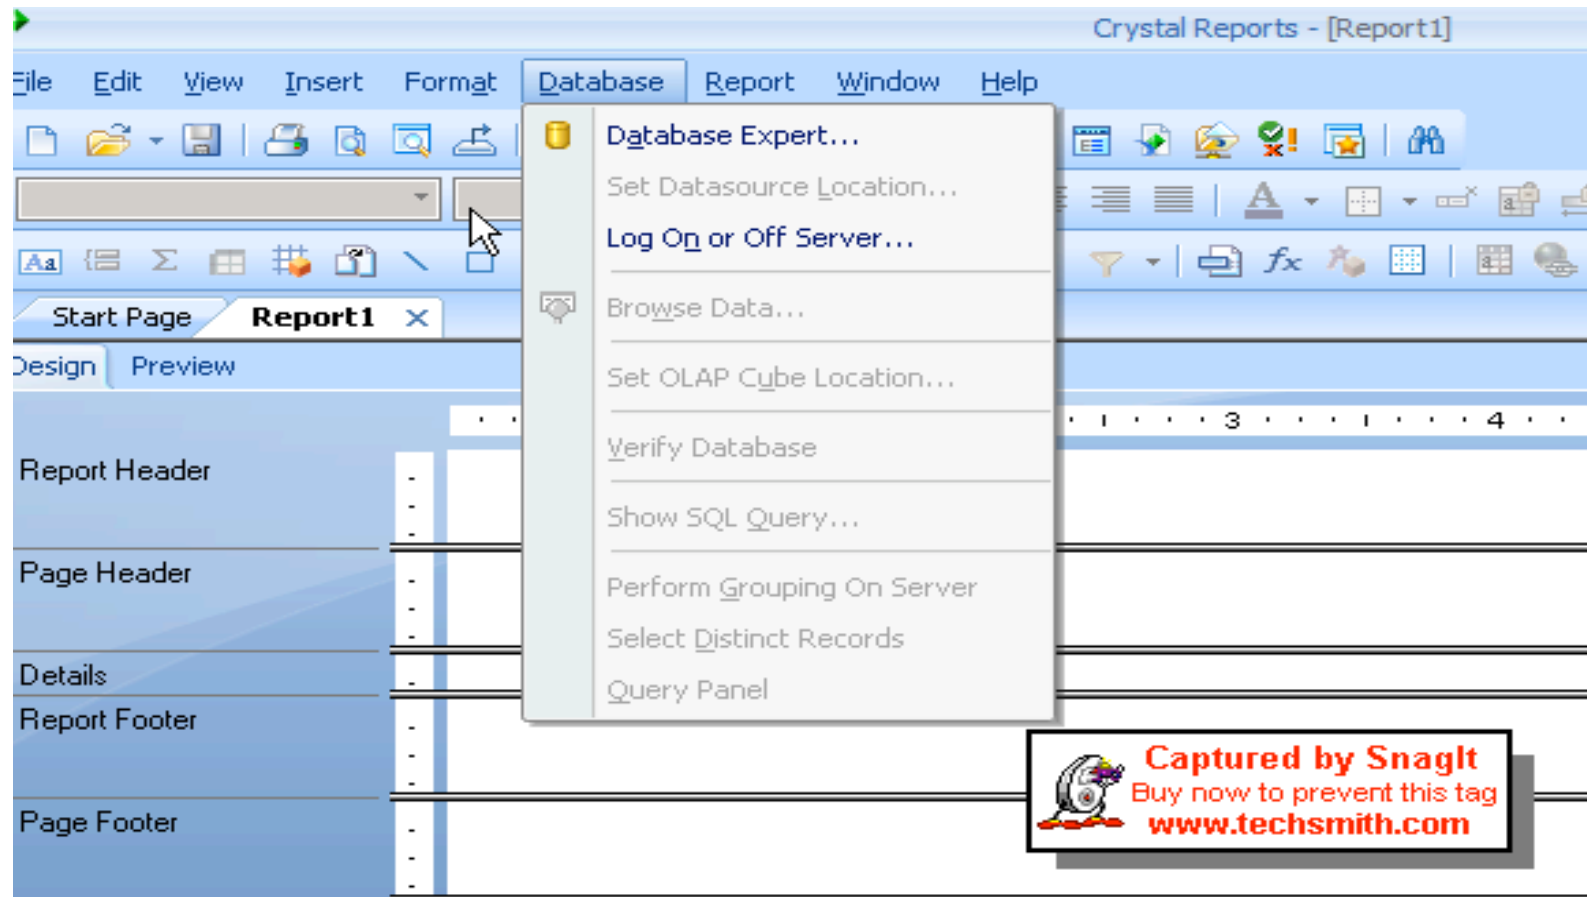 Crystal Reports - [Report1]
File Edit View Insert Format Database Report Window Help
Database Expert...
Set Datasource Location...
Log On or Off Server...
Start Page Report1
Browse Data...
Design Preview
Set OLAP Cube Location...
3 4
Verify Database
Report Header
Show SQL Query...
Page Header
Perform Grouping On Server
Select Distinct Records
Details
Query Panel
Report Footer
Captured by SnagIt
Buy now to prevent this tag
www.techsmith.com
Page Footer